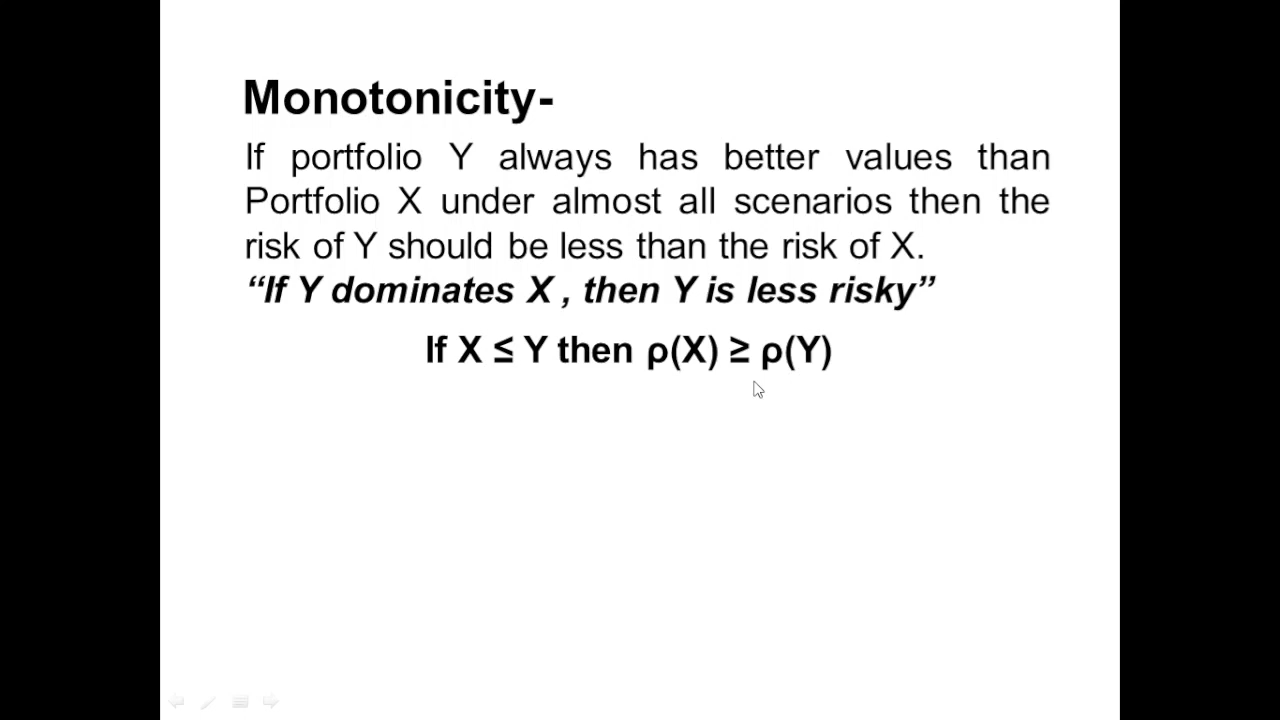 Monotonicity-
If portfolio Y always has better values than
Portfolio X under almost all scenarios then the
risk of Y should be less than the risk of X.
“If Y dominates X , then Y is less risky”
If X ≤ Y then ρ(X) ≥ ρ(Y)